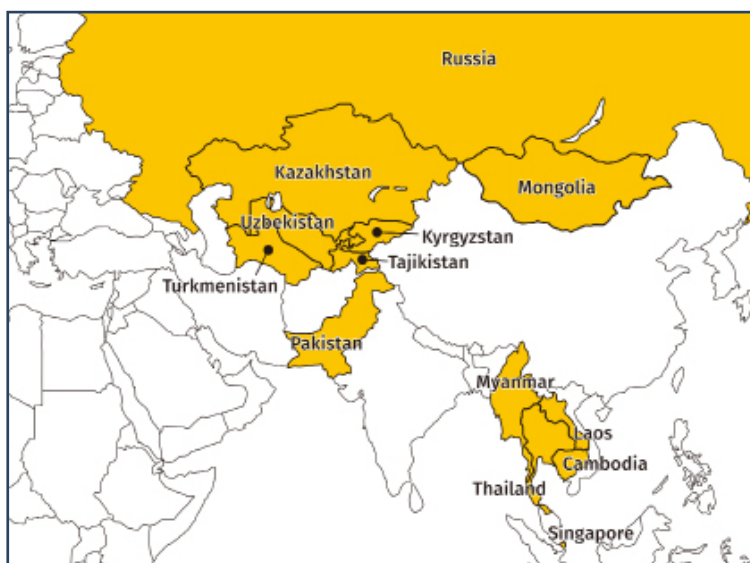 Russia
Kazakhstan
Mongolia
Uzbekistan
Kyrgyzstan
Tajikistan
Turkmenistan
Pakistan
Myanmar
Laos
Cambodia
Thailand
Singapore